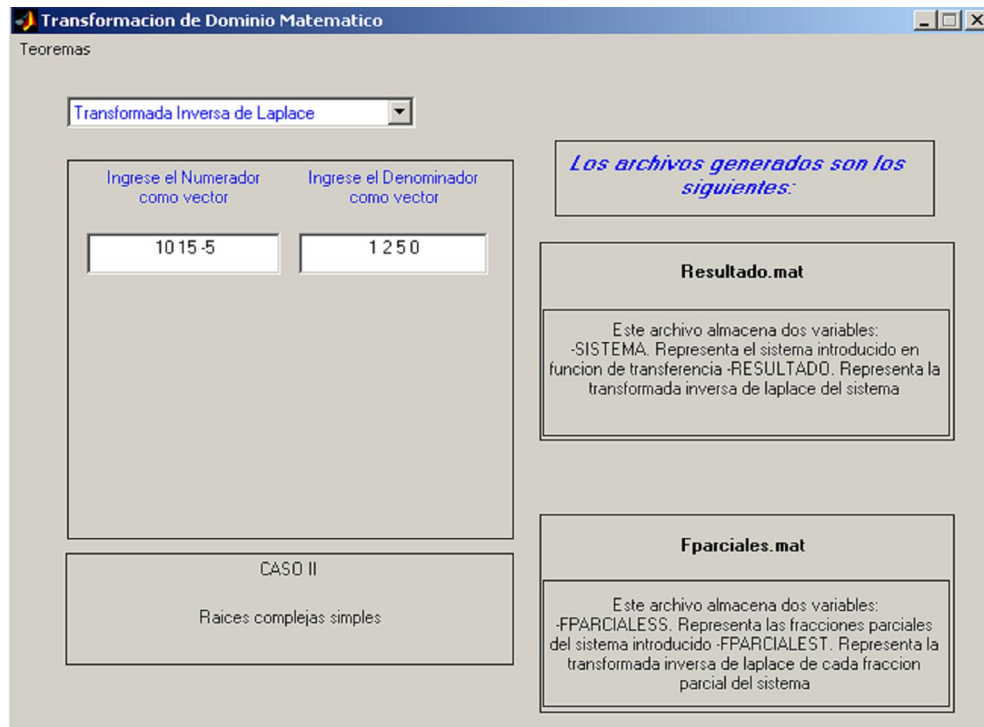 Transformacion de Dominio Matematico
Teoremas
Transformada Inversa de Laplace
Ingrese el Numerador
como vector
Ingrese el Denominador
como vector
10 15 -5
1 2 5 0
CASO II
Raices complejas simples
Los archivos generados son los
siguientes:
Resultado.mat
Este archivo almacena dos variables:
-SISTEMA. Representa el sistema introducido en
funcion de transferencia -RESULTADO. Representa la
transformada inversa de laplace del sistema
Fparciales.mat
Este archivo almacena dos variables:
-FPARCIALESS. Representa las fracciones parciales
del sistema introducido -FPARCIALEST. Representa la
transformada inversa de laplace de cada fraccion
parcial del sistema